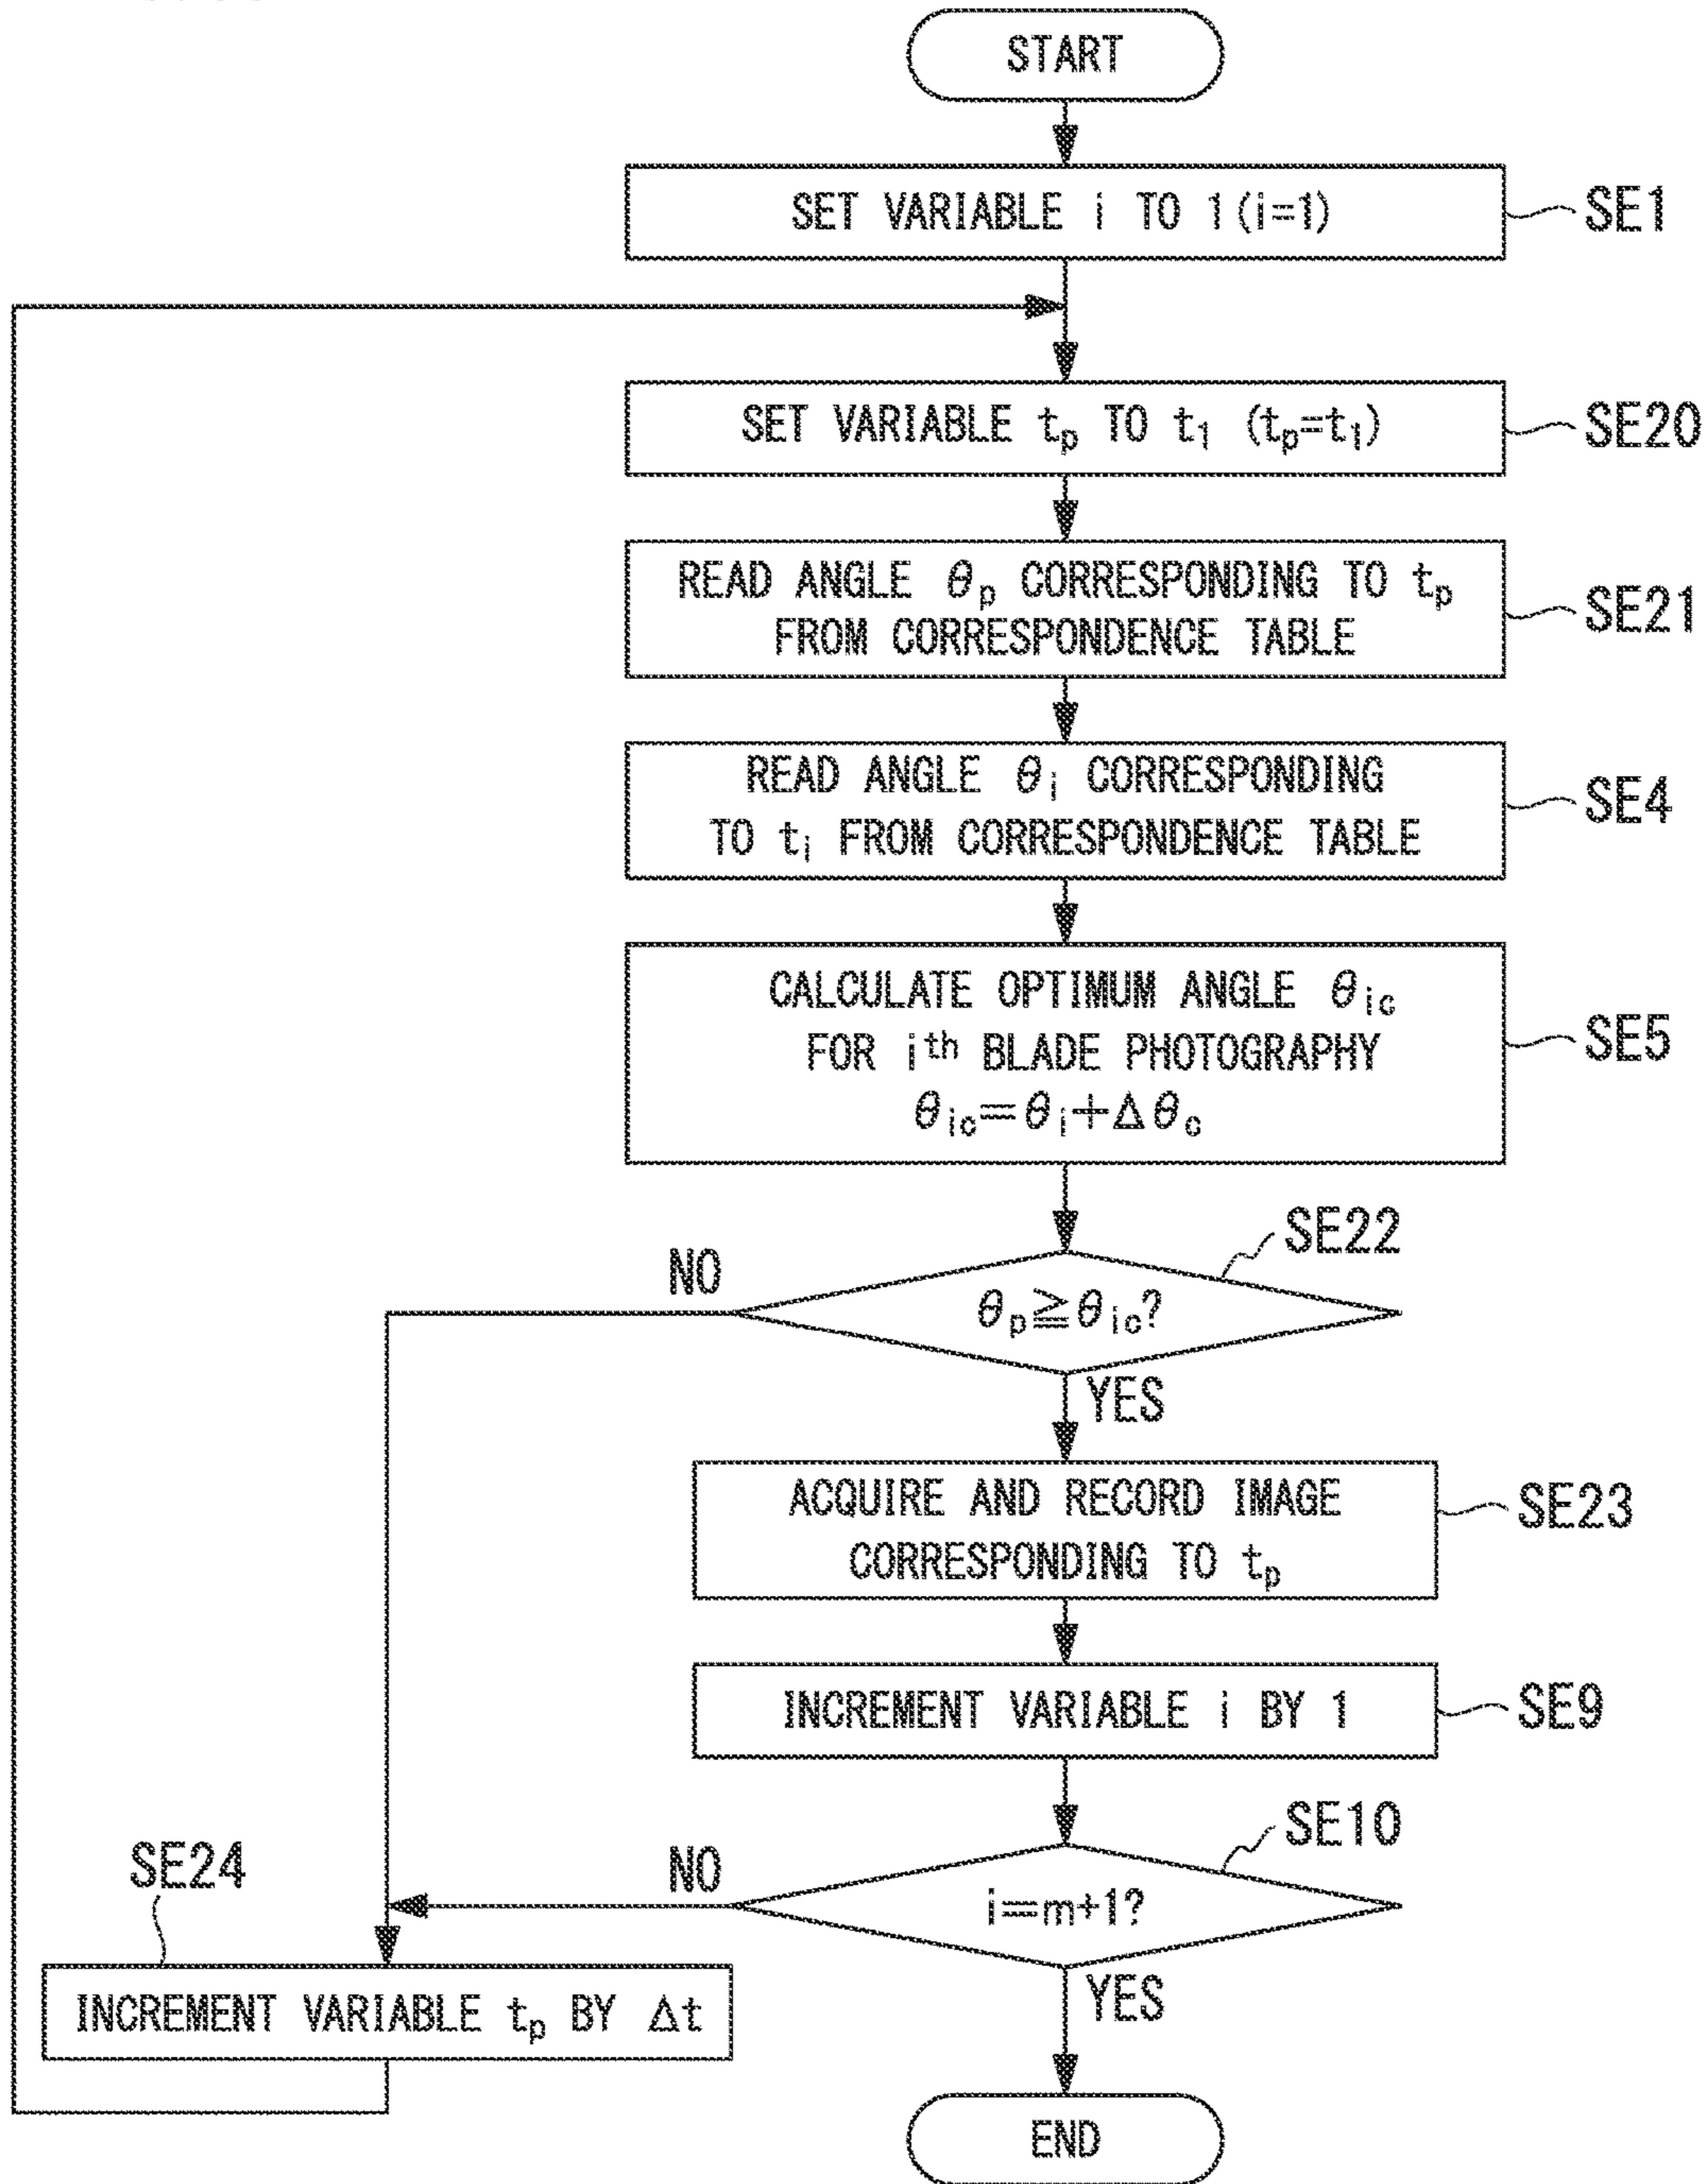 START
SET VARIABLE i TO 1(i=1)
SE1
SET VARIABLE tp TO t1 (tp=t1)
SE20
READ ANGLE θp CORRESPONDING TO tp
FROM CORRESPONDENCE TABLE
SE21
READ ANGLE θi CORRESPONDING
TO ti FROM CORRESPONDENCE TABLE
SE4
CALCULATE OPTIMUM ANGLE θic
FOR ith BLADE PHOTOGRAPHY
θic=θi+Δθc
SE5
SE22
NO
θp≧θic?
YES
ACQUIRE AND RECORD IMAGE
CORRESPONDING TO tp
SE23
INCREMENT VARIABLE i BY 1
SE9
SE10
NO
i=m+1?
SE24
YES
INCREMENT VARIABLE tp BY Δt
END